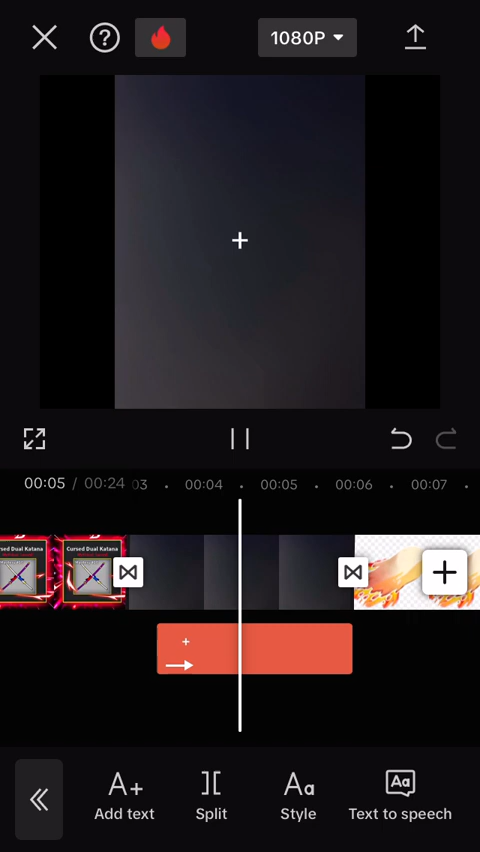 1080P
+
00:05 / 00:24
03 00:04 00:05 00:06 00:07
Cursed Dual Katana
Cursed Dual Katana
+
Add text
Split
Style
Text to speech